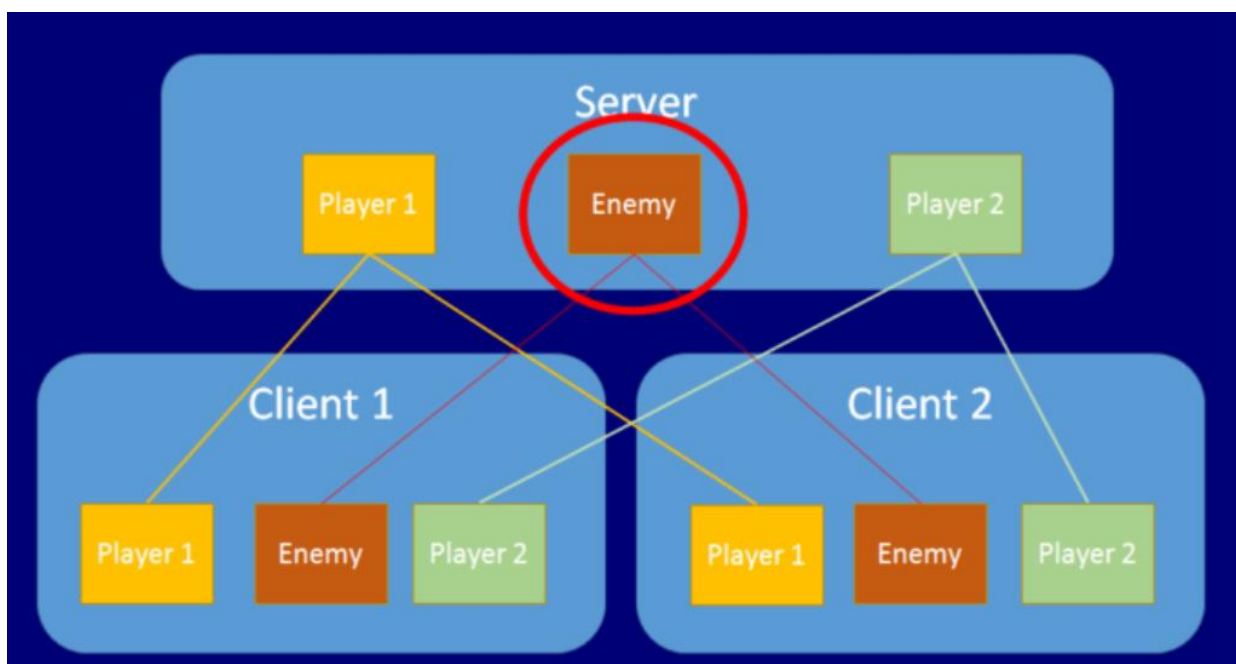 Server
Player 1
Enemy
Player 2
Client 1
Player 1
Enemy
Player 2
Client 2
Player 1
Enemy
Player 2